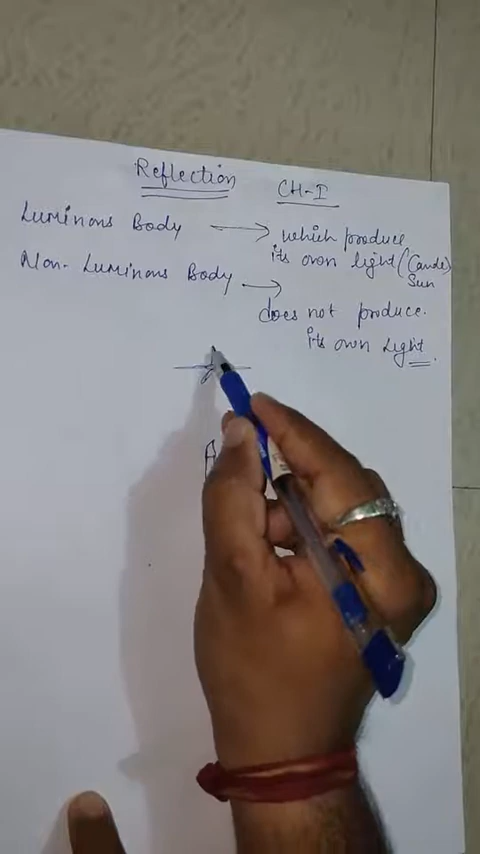 Reflection CH-I
Luminous Body → which produce
its own light (Cande)
Sun
Non-Luminous Body →
does not produce.
its own light.
A